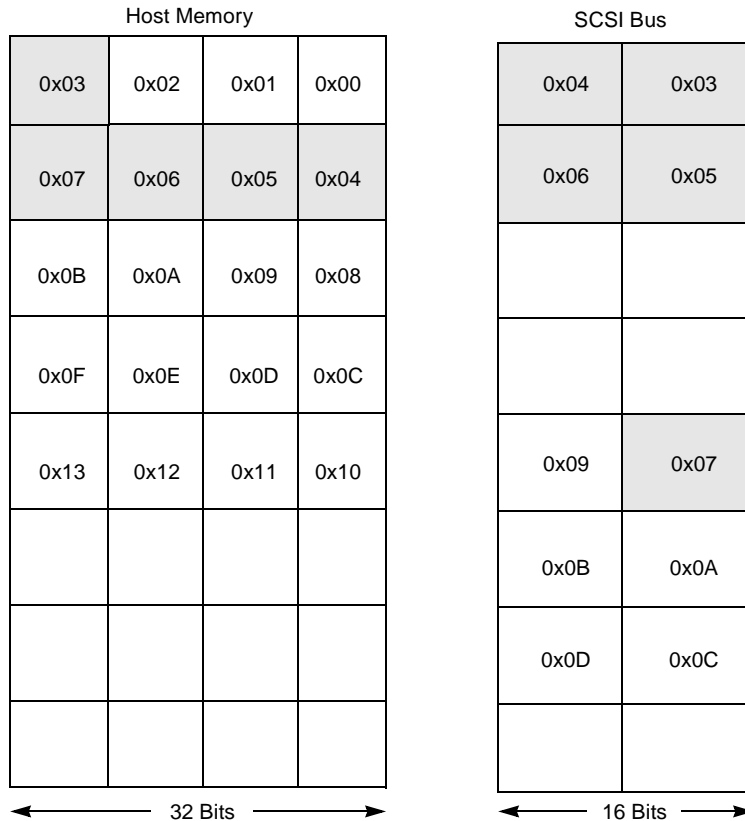 Host Memory
0x03 0x02 0x01 0x00
0x07 0x06 0x05 0x04
0x0B 0x0A 0x09 0x08
0x0F 0x0E 0x0D 0x0C
0x13 0x12 0x11 0x10
32 Bits
SCSI Bus
0x04 0x03
0x06 0x05
0x09 0x07
0x0B 0x0A
0x0D 0x0C
16 Bits